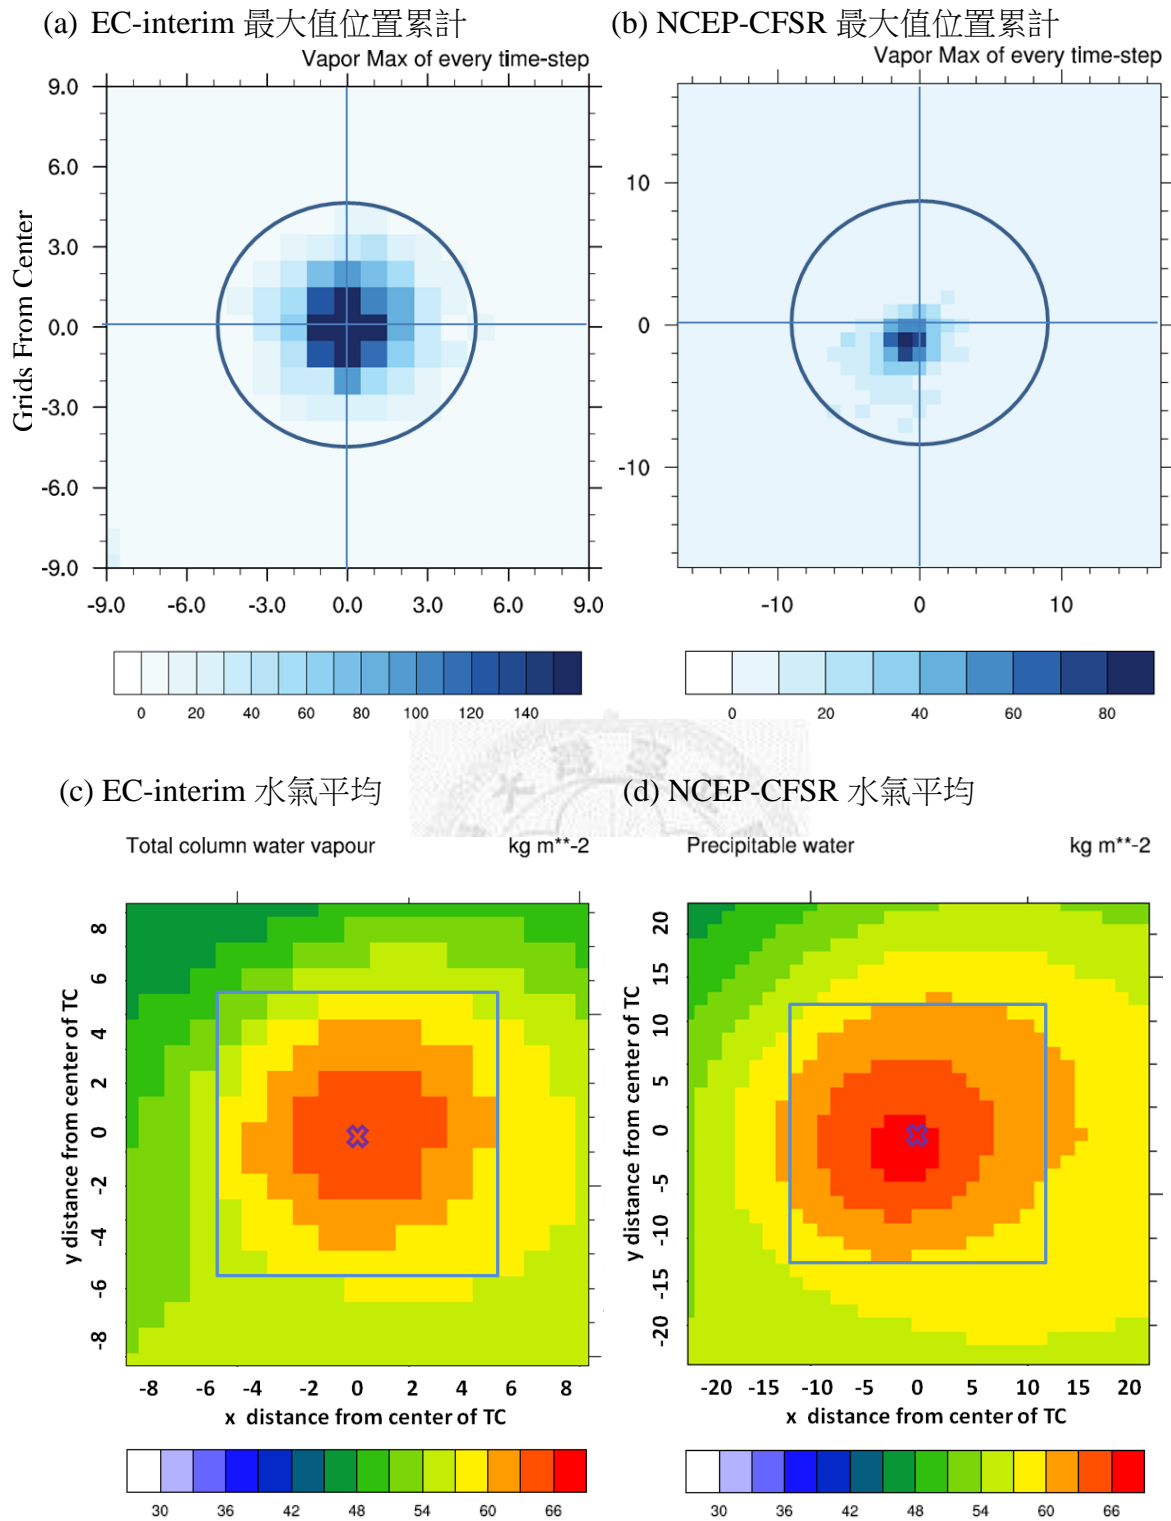 (a) EC-interim 最大值位置累計
(b) NCEP-CFSR 最大值位置累計
Vapor Max of every time-step
Vapor Max of every time-step
Grids From Center
9.0
6.0
3.0
0.0
-3.0
-6.0
-9.0
-9.0 -6.0 -3.0 0.0 3.0 6.0 9.0
10
0
-10
-10 0 10
0 20 40 60 80 100 120 140
0 20 40 60 80
(c) EC-interim 水氣平均
(d) NCEP-CFSR 水氣平均
Total column water vapour kg m**-2
Precipitable water kg m**-2
y distance from center of TC
8
6
4
2
0
-2
-4
-6
-8
-8 -6 -4 -2 0 2 4 6 8
x distance from center of TC
y distance from center of TC
20
15
10
5
0
-5
-10
-15
-20
-20 -15 -10 -5 0 5 10 15 20
x distance from center of TC
30 36 42 48 54 60 66
30 36 42 48 54 60 66